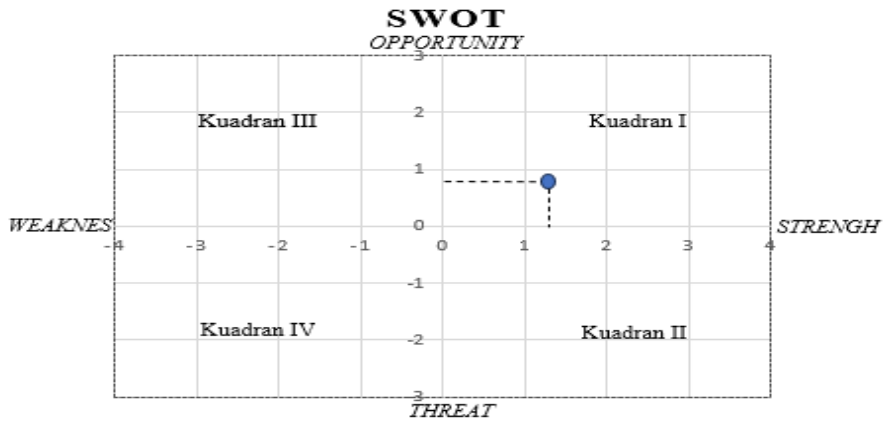 SWOT
OPPORTUNITY
3
2
Kuadran III Kuadran I
1
WEAKNES 0 STRENGH
-4 -3 -2 -1 0 1 2 3 4
-1
Kuadran IV Kuadran II
-2
3
THREAT